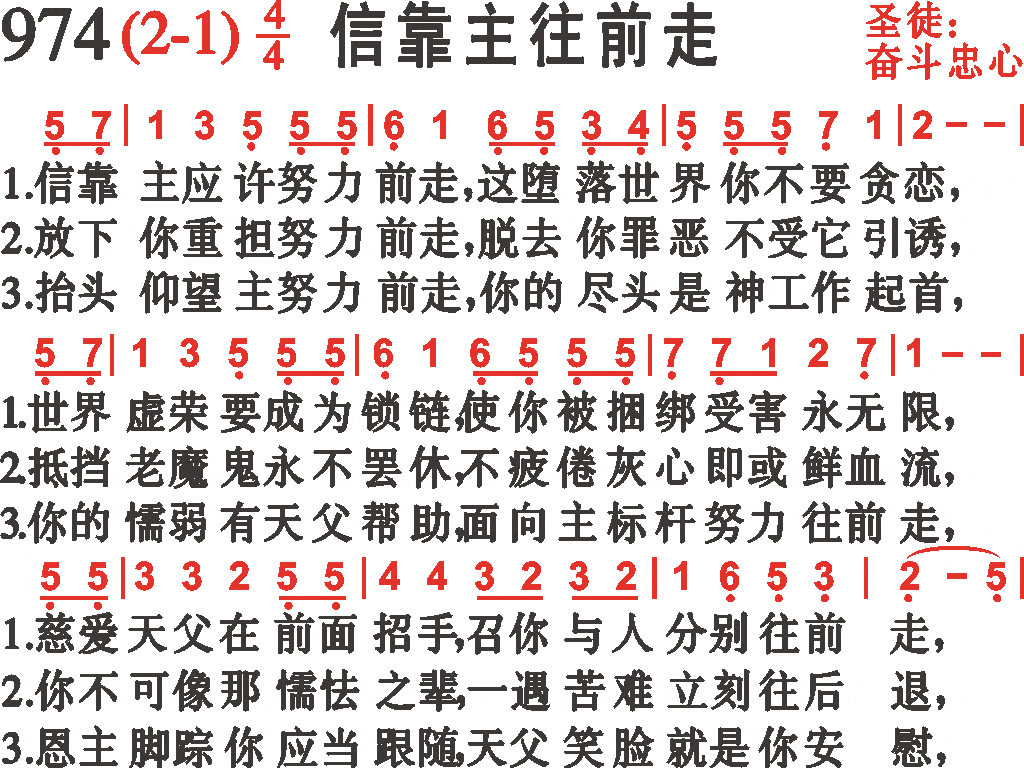 974 (2-1) 4/4 信靠主往前走 圣徒：
奋斗忠心
5 7 | 1 3 5 5 5 | 6 1 6 5 3 4 | 5 5 5 7 1 | 2 - - |
1.信靠 主应许努力 前走,这堕 落世界你不要贪恋,
2.放下 你重担努力 前走,脱去 你罪恶不受它引诱,
3.抬头 仰望主努力 前走,你的 尽头是神工作起首,
5 7 | 1 3 5 5 5 | 6 1 6 5 5 5 | 7 7 1 2 7 | 1 - - |
1.世界 虚荣要成为锁链,使你被捆绑受害永无限,
2.抵挡 老魔鬼永不罢休,不疲倦灰心即或鲜血流,
3.你的 懦弱有天父帮助,面向主标杆努力往前走,
5 5 | 3 3 2 5 5 | 4 4 3 2 3 2 | 1 6 5 3 | 2 - 5 |
1.慈爱天父在前面招手,召你与人分别往前 走,
2.你不可像那懦怯之辈,一遇苦难立刻往后 退,
3.恩主脚踪你应当跟随,天父笑脸就是你安 慰,